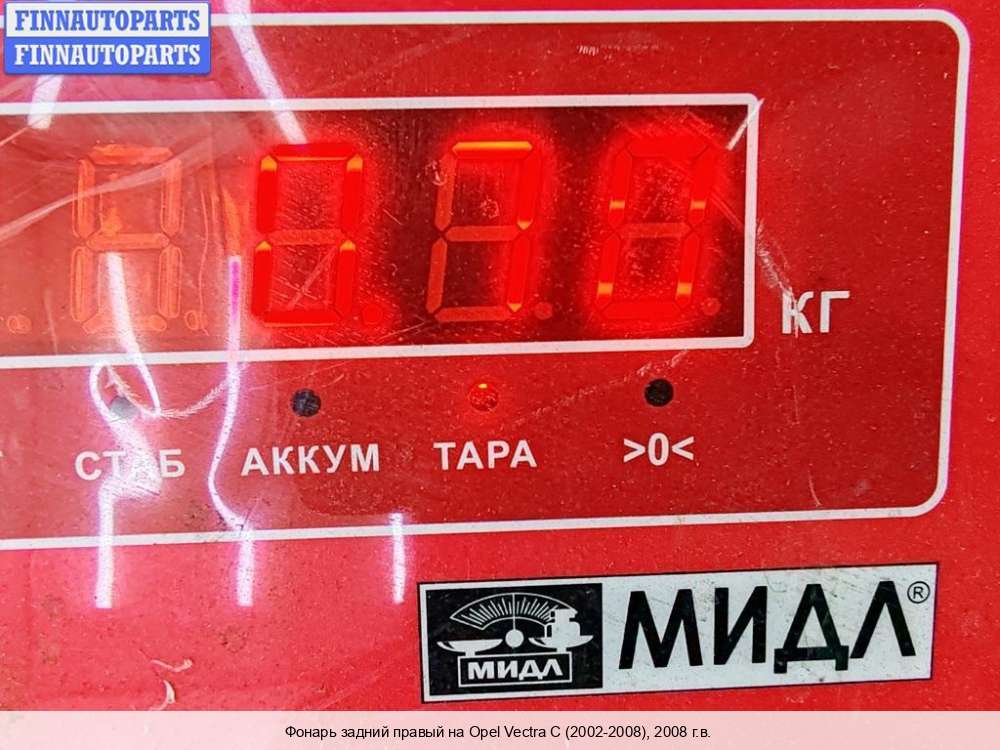 FINNAUTOPARTS
FINNAUTOPARTS
0.70
КГ
СТАБ АККУМ ТАРА >0<
МИДЛ МИДЛ®
Фонарь задний правый на Opel Vectra C (2002-2008), 2008 г.в.